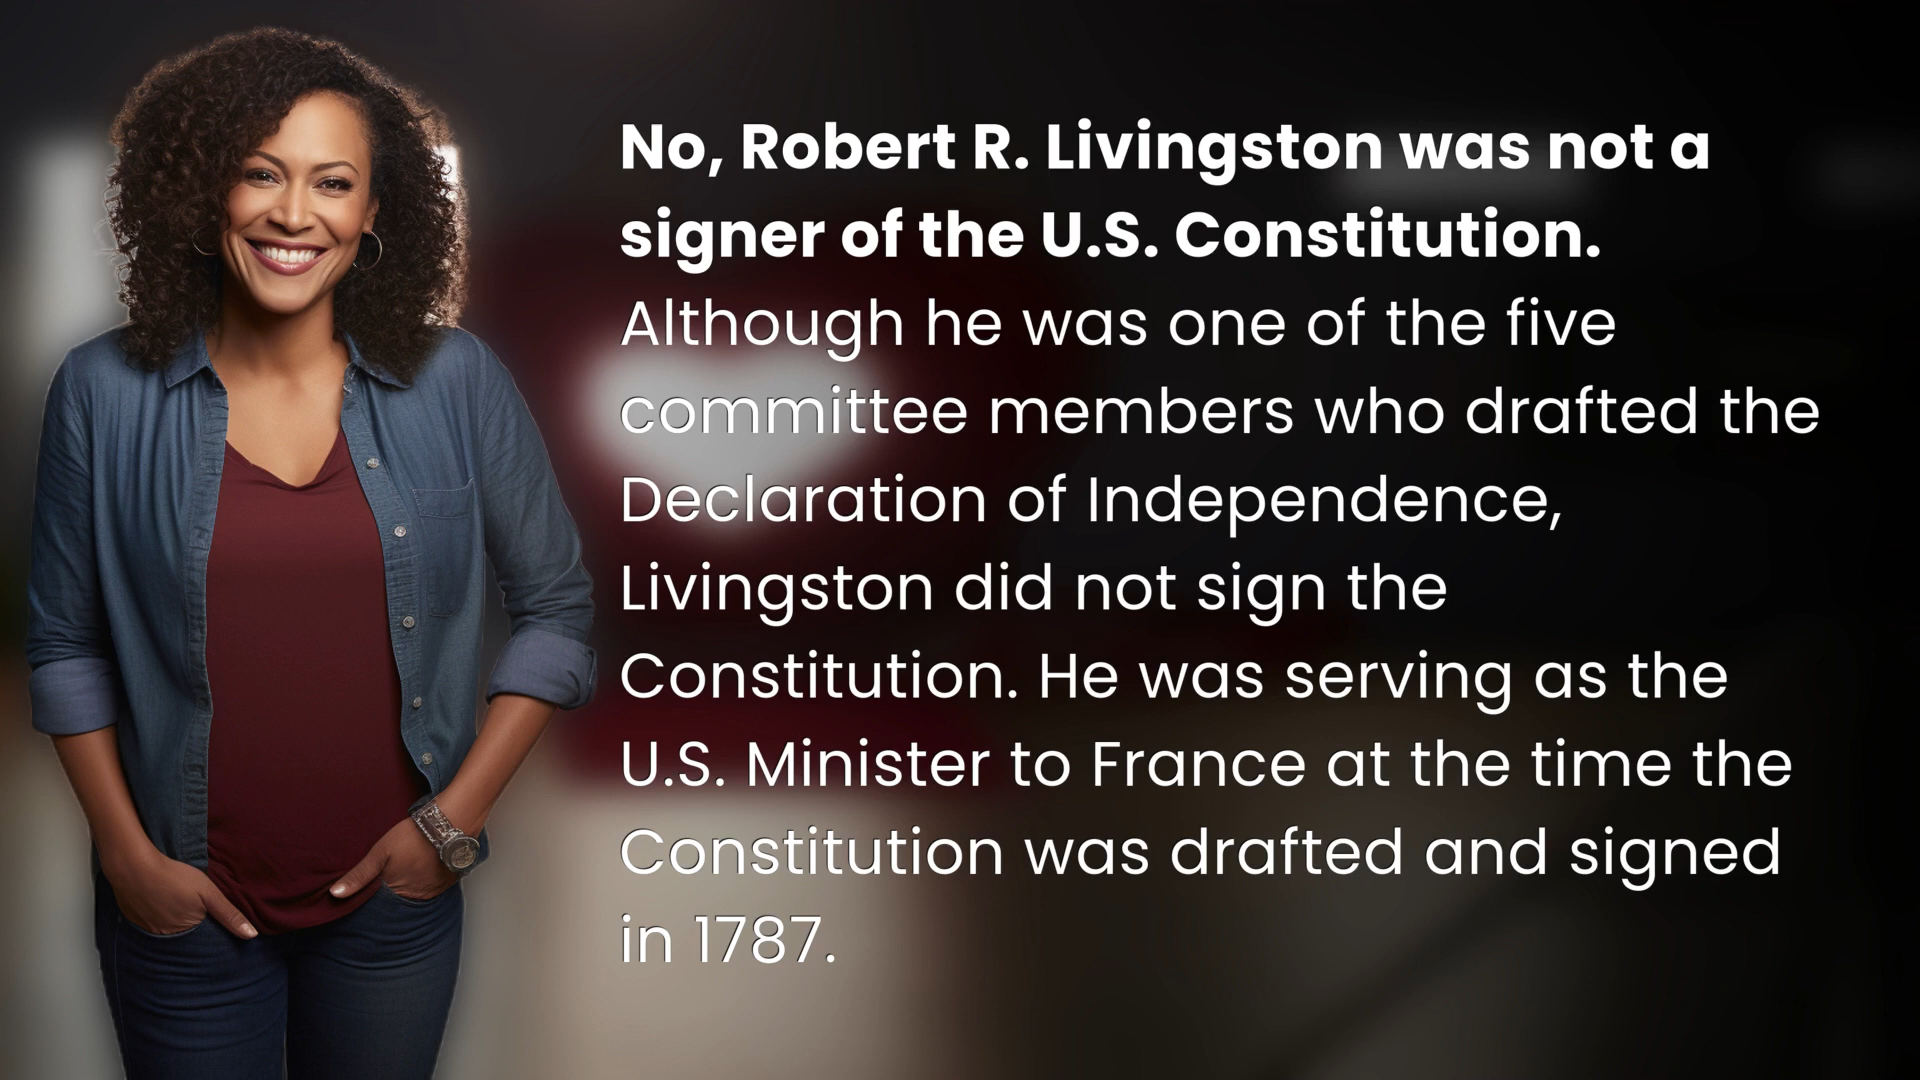 No, Robert R. Livingston was not a
signer of the U.S. Constitution.
Although he was one of the five
committee members who drafted the
Declaration of Independence,
Livingston did not sign the
Constitution. He was serving as the
U.S. Minister to France at the time the
Constitution was drafted and signed
in 1787.